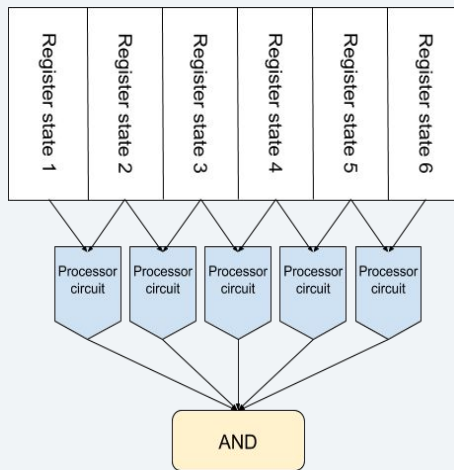 Register state 1
Register state 2
Register state 3
Register state 4
Register state 5
Register state 6
Processor
circuit
Processor
circuit
Processor
circuit
Processor
circuit
Processor
circuit
AND